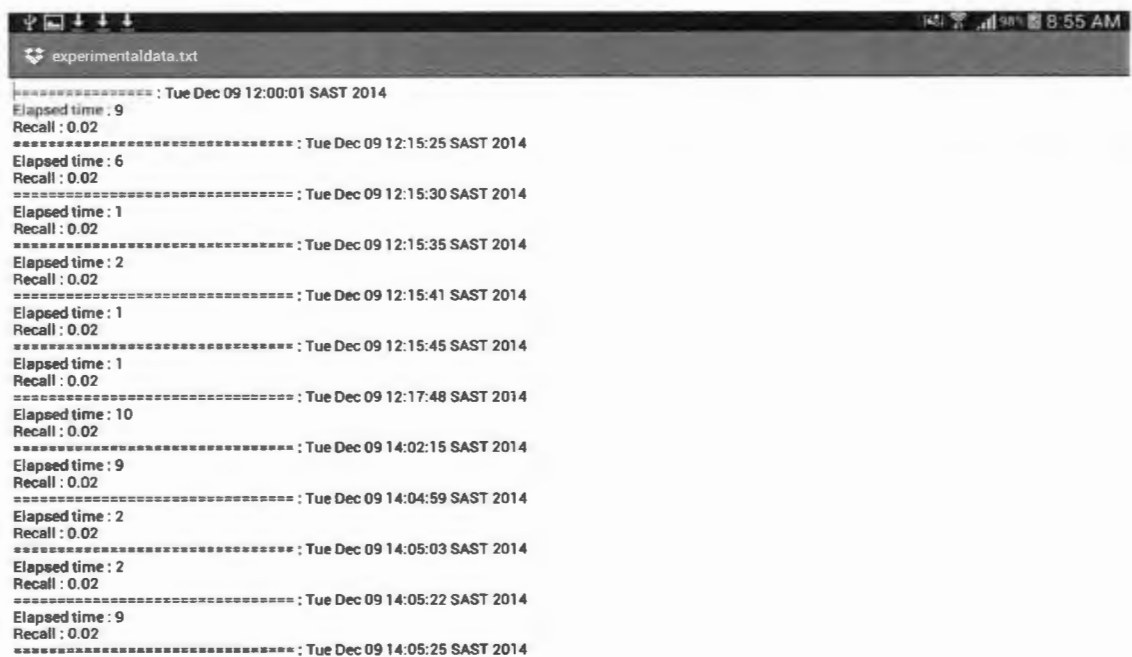 98% 8:55 AM
experimentaldata.txt
================ : Tue Dec 09 12:00:01 SAST 2014
Elapsed time : 9
Recall : 0.02
================================ : Tue Dec 09 12:15:25 SAST 2014
Elapsed time : 6
Recall : 0.02
================================ : Tue Dec 09 12:15:30 SAST 2014
Elapsed time : 1
Recall : 0.02
================================ : Tue Dec 09 12:15:35 SAST 2014
Elapsed time : 2
Recall : 0.02
================================ : Tue Dec 09 12:15:41 SAST 2014
Elapsed time : 1
Recall : 0.02
================================ : Tue Dec 09 12:15:45 SAST 2014
Elapsed time : 1
Recall : 0.02
================================ : Tue Dec 09 12:17:48 SAST 2014
Elapsed time : 10
Recall : 0.02
================================ : Tue Dec 09 14:02:15 SAST 2014
Elapsed time : 9
Recall : 0.02
================================ : Tue Dec 09 14:04:59 SAST 2014
Elapsed time : 2
Recall : 0.02
================================ : Tue Dec 09 14:05:03 SAST 2014
Elapsed time : 2
Recall : 0.02
================================ : Tue Dec 09 14:05:22 SAST 2014
Elapsed time : 9
Recall : 0.02
================================ : Tue Dec 09 14:05:25 SAST 2014